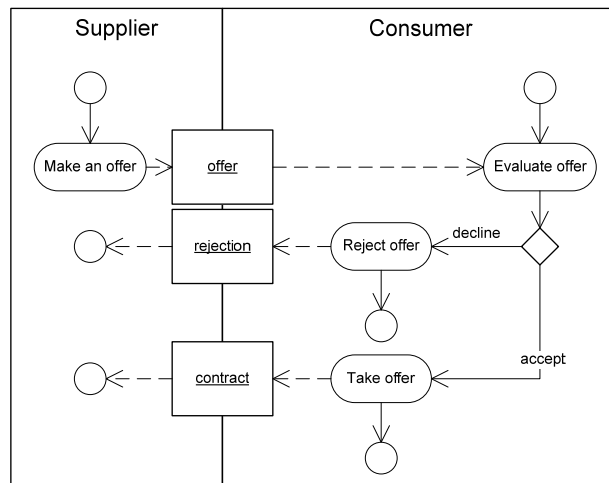 Supplier
Consumer
Make an offer
offer
Evaluate offer
rejection
Reject offer
decline
contract
Take offer
accept